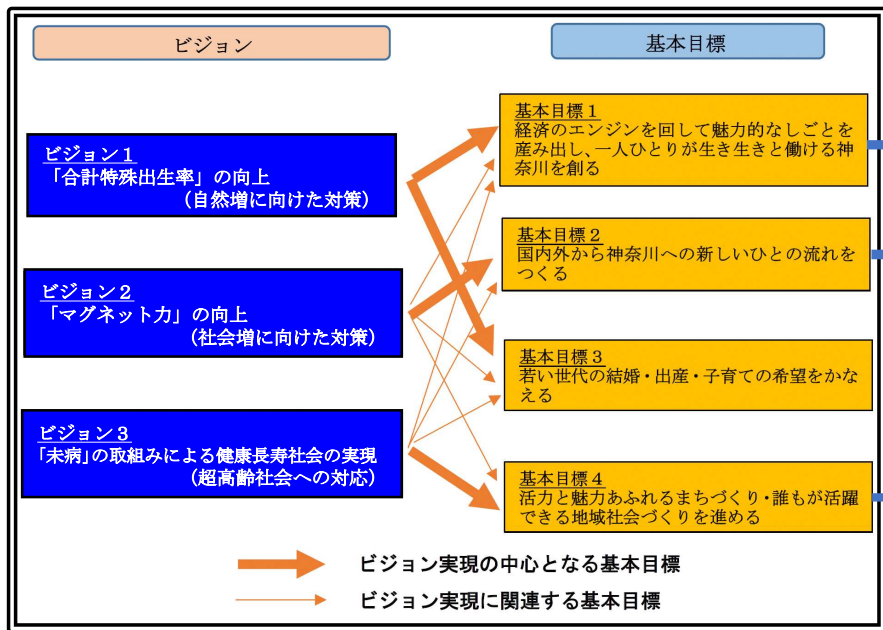 ビジョン
基本目標
ビジョン1
「合計特殊出生率」の向上
(自然増に向けた対策)
ビジョン2
「マグネット力」の向上
(社会増に向けた対策)
ビジョン3
「未病」の取組みによる健康長寿社会の実現
(超高齢社会への対応)
基本目標1
経済のエンジンを回して魅力的なしごとを
産み出し、一人ひとりが生き生きと働ける神
奈川を創る
基本目標2
国内外から神奈川への新しいひとの流れを
つくる
基本目標3
若い世代の結婚・出産・子育ての希望をかな
える
基本目標4
活力と魅力あふれるまちづくり・誰もが活躍
できる地域社会づくりを進める
ビジョン実現の中心となる基本目標
ビジョン実現に関連する基本目標